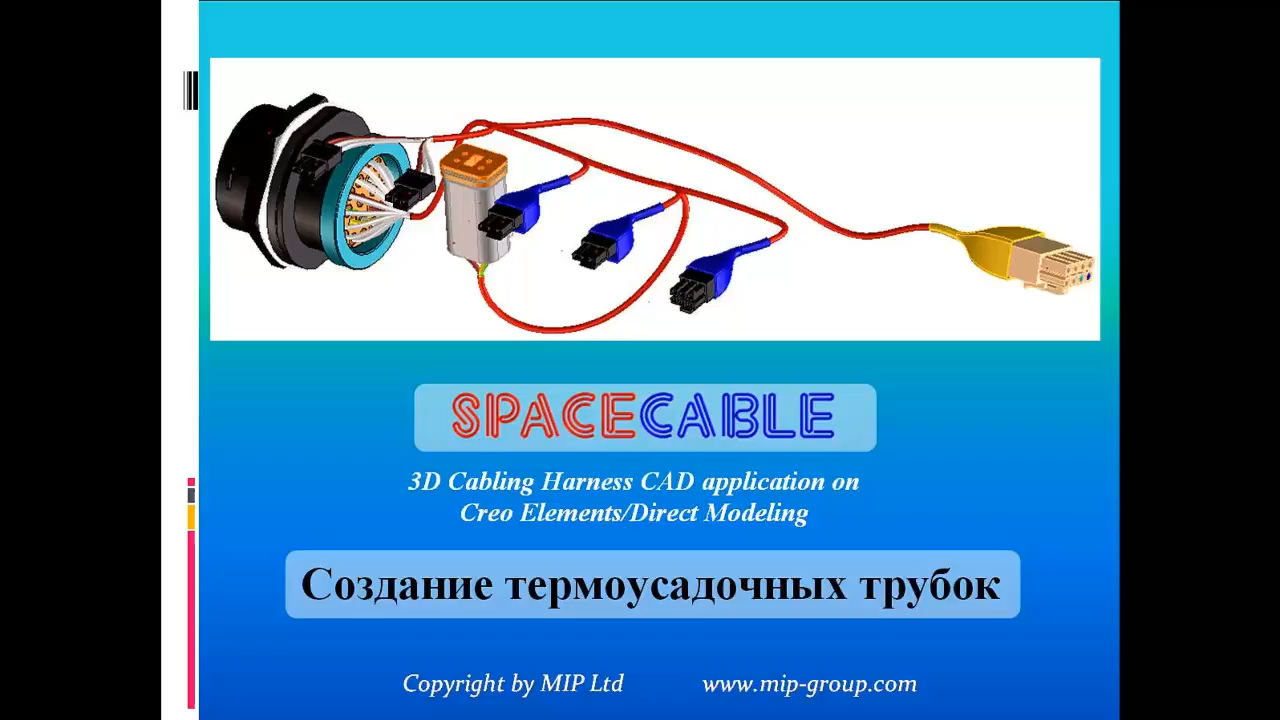 SPACECABLE
3D Cabling Harness CAD application on
Creo Elements/Direct Modeling
Создание термоусадочных трубок
Copyright by MIP Ltd www.mip-group.com